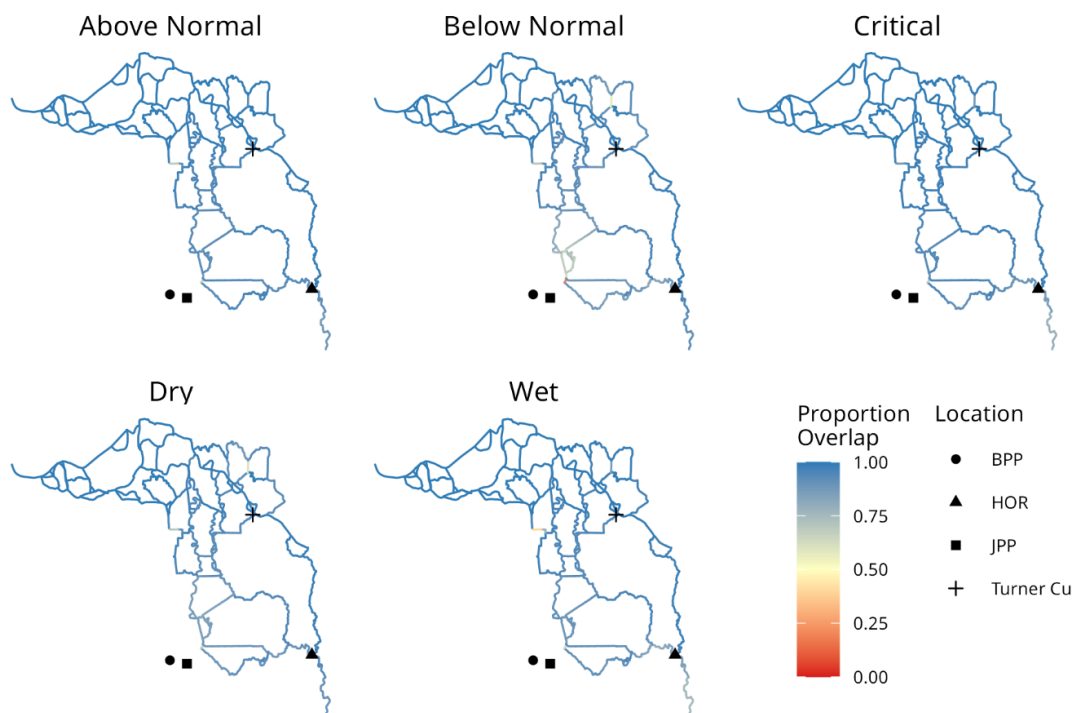 Above Normal
Below Normal
Critical
Dry
Wet
Proportion
Overlap
1.00
0.75
0.50
0.25
0.00
Location
BPP
HOR
JPP
Turner Cu